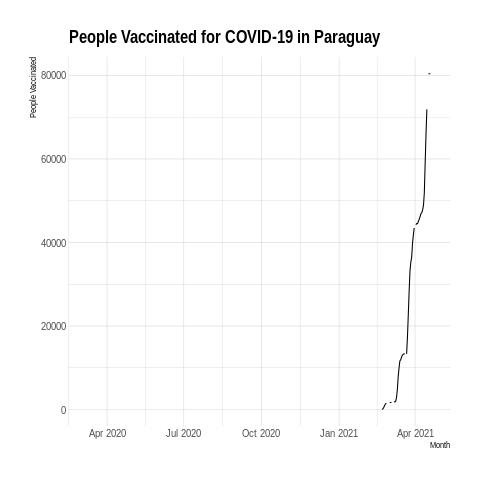 People Vaccinated for COVID-19 in Paraguay
People Vaccinated
80000
60000
40000
20000
0
Apr 2020 Jul 2020 Oct 2020 Jan 2021 Apr 2021
Month